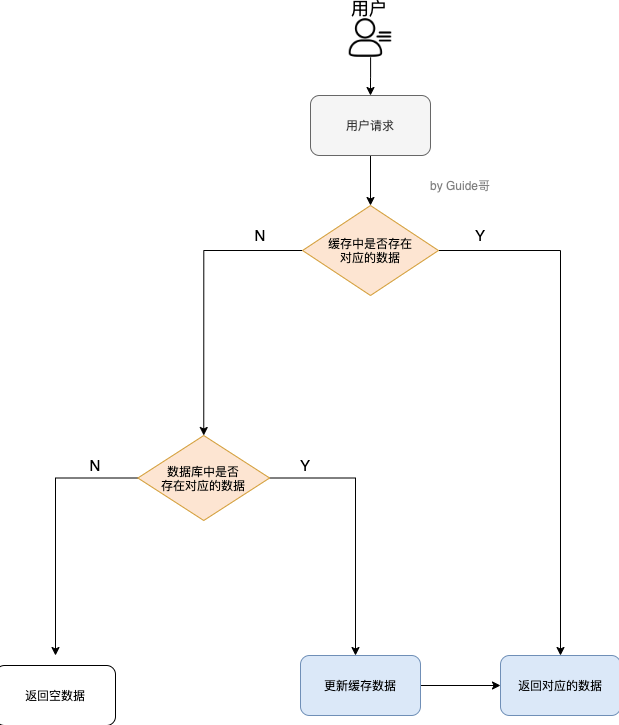 用户
用户请求
by Guide哥
缓存中是否存在
对应的数据
N
Y
数据库中是否
存在对应的数据
N
Y
返回空数据
更新缓存数据
返回对应的数据